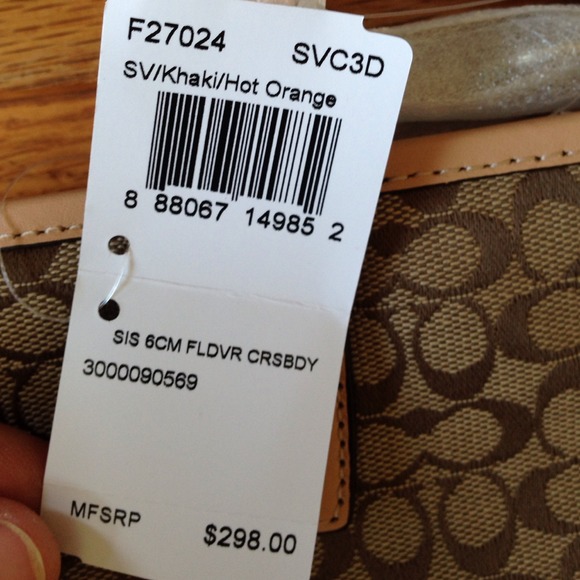 F27024 SVC3D
SV/Khaki/Hot Orange
8 88067 14985 2
SIS 6CM FLDVR CRSBDY
3000090569
MFSRP $298.00